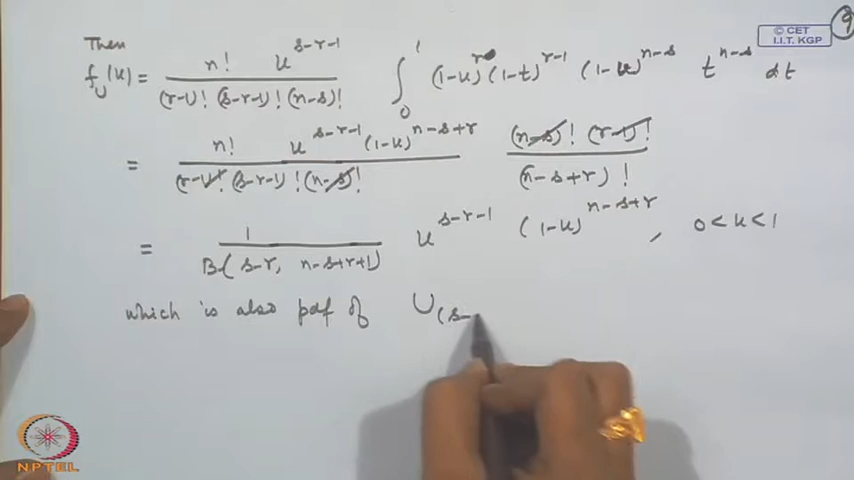 Then
© CET
I.I.T. KGP
9
f_U(u) = n! u^{s-r-1} / (r-1)! (s-r-1)! (n-s)! ∫_0^1 (1-u)^r (1-t)^{r-1} (1-u)^{n-s} t^{n-s} dt
= n! u^{s-r-1} (1-u)^{n-s+r} / (r-1)! (s-r-1)! (n-s)! (n-s)! (r-1)! / (n-s+r)!
= 1 / B(s-r, n-s+r+1) u^{s-r-1} (1-u)^{n-s+r}, 0<u<1
which is also pdf of U_{(s-
NPTEL